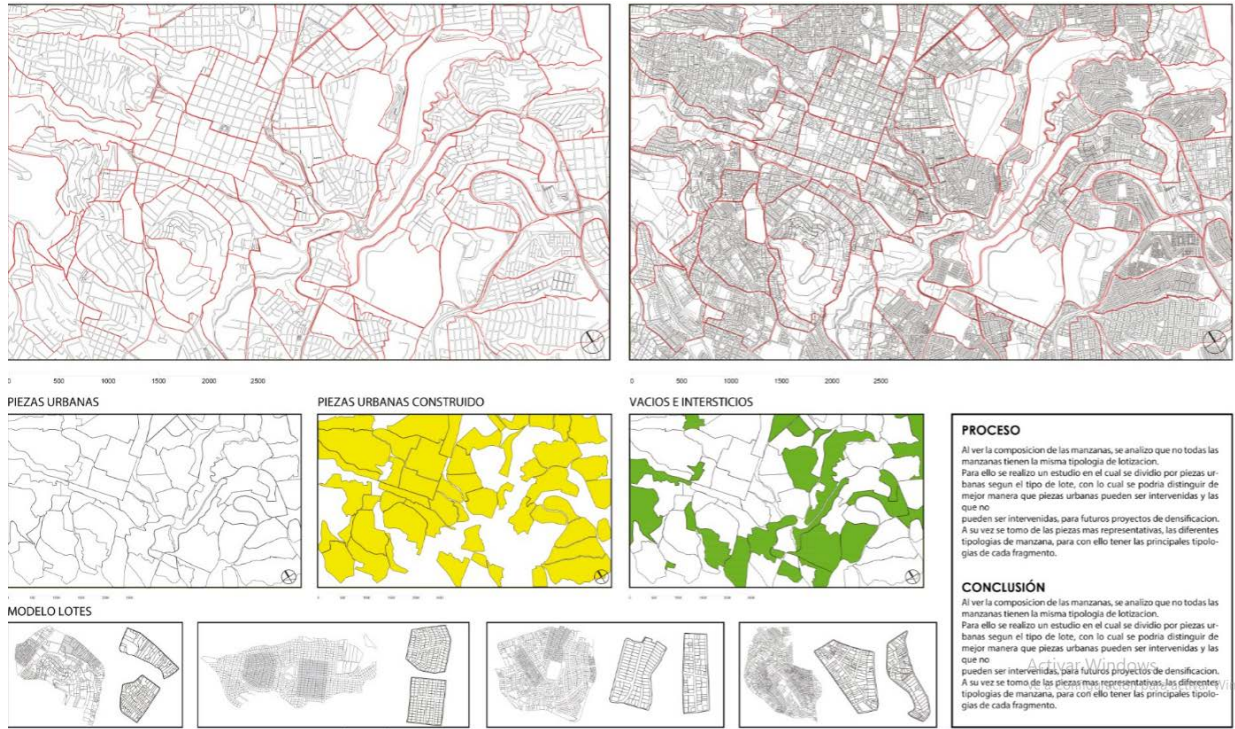 0 500 1000 1500 2000 2500
0 500 1000 1500 2000 2500
PIEZAS URBANAS
PIEZAS URBANAS CONSTRUIDO
VACIOS E INTERSTICIOS
MODELO LOTES
PROCESO
Al ver la composicion de las manzanas, se analizo que no todas las
manzanas tienen la misma tipologia de lotizacion.
Para ello se realizo un estudio en el cual se dividio por piezas ur-
banas segun el tipo de lote, con lo cual se podria distinguir de
mejor manera que piezas urbanas pueden ser intervenidas y las
que no
pueden ser intervenidas, para futuros proyectos de densificacion.
A su vez se tomo de las piezas mas representativas, las diferentes
tipologias de manzana, para con ello tener las principales tipolo-
gias de cada fragmento.
CONCLUSIÓN
Al ver la composicion de las manzanas, se analizo que no todas las
manzanas tienen la misma tipologia de lotizacion.
Para ello se realizo un estudio en el cual se dividio por piezas ur-
banas segun el tipo de lote, con lo cual se podria distinguir de
mejor manera que piezas urbanas pueden ser intervenidas y las
que no
pueden ser intervenidas, para futuros proyectos de densificacion.
A su vez se tomo de las piezas mas representativas, las diferentes
tipologias de manzana, para con ello tener las principales tipolo-
gias de cada fragmento.
Activar Windows